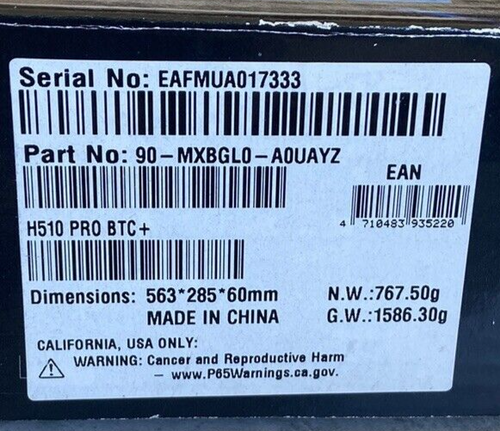 Serial No: EAFMUA017333
Part No: 90-MXBGL0-A0UAYZ
EAN
4 710483 935220
H510 PRO BTC+
Dimensions: 563*285*60mm N.W.:767.50g
MADE IN CHINA G.W.:1586.30g
CALIFORNIA, USA ONLY:
WARNING: Cancer and Reproductive Harm
- www.P65Warnings.ca.gov.